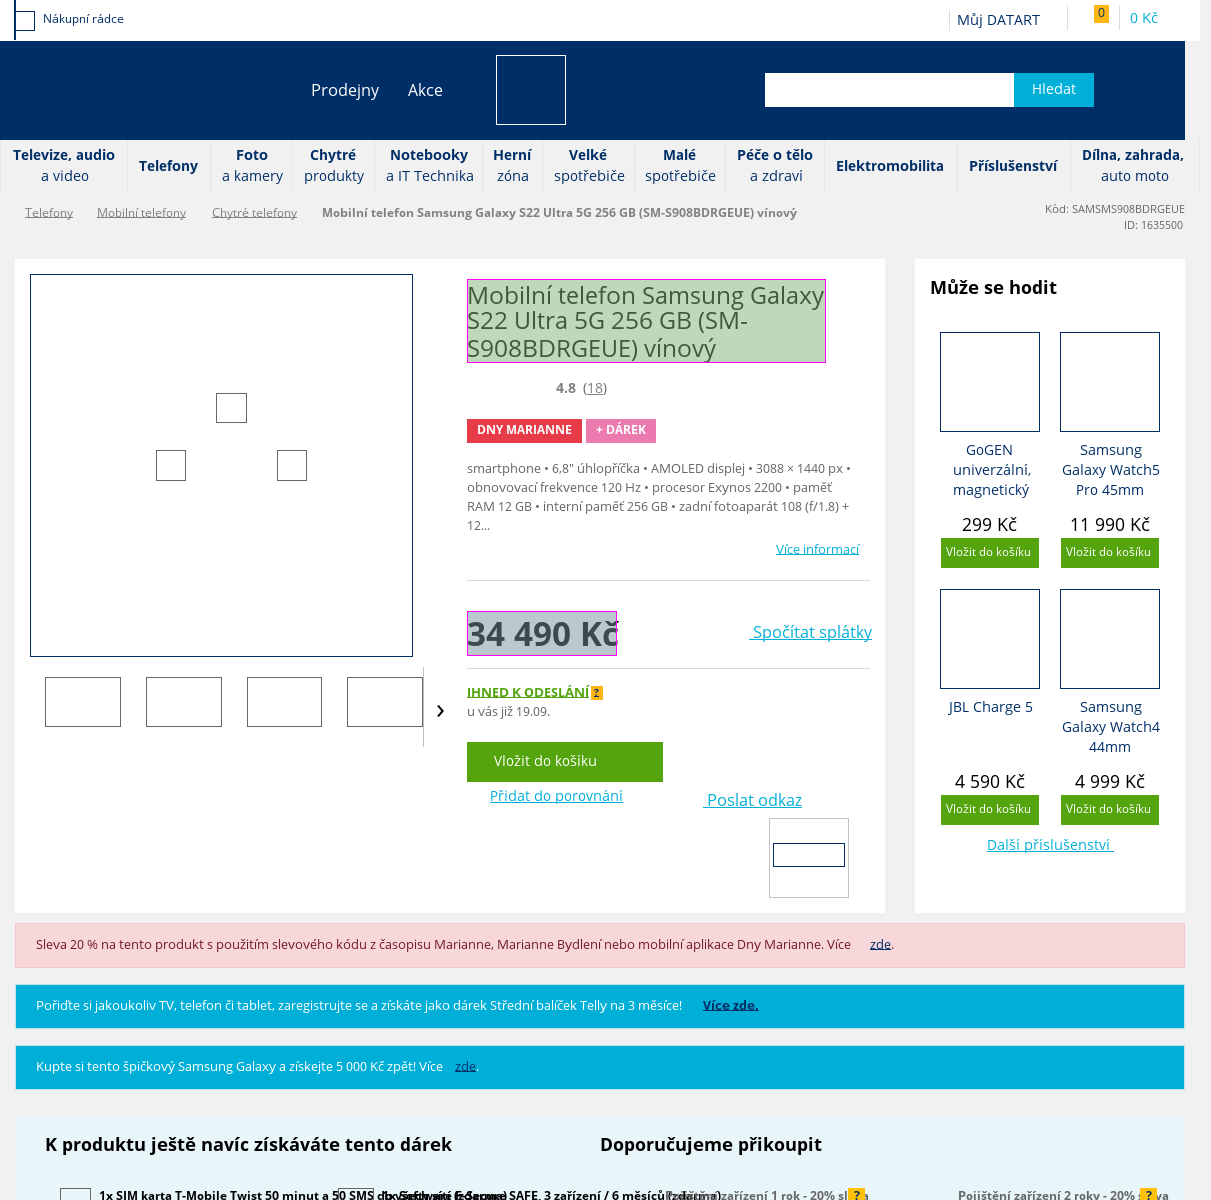 Nákupní rádce
Můj DATART
0
0 Kč
Prodejny
Akce
Hledat
Televize, audio
a video
Telefony
Foto
a kamery
Chytré
produkty
Notebooky
a IT Technika
Herní
zóna
Velké
spotřebiče
Malé
spotřebiče
Péče o tělo
a zdraví
Elektromobilita
Příslušenství
Dílna, zahrada,
auto moto
Telefony
Mobilní telefony
Chytré telefony
Mobilní telefon Samsung Galaxy S22 Ultra 5G 256 GB (SM-S908BDRGEUE) vínový
Kód: SAMSMS908BDRGEUE
ID: 1635500
Mobilní telefon Samsung Galaxy
S22 Ultra 5G 256 GB (SM-
S908BDRGEUE) vínový
4.8 (18)
DNY MARIANNE
+ DÁREK
smartphone • 6,8" úhlopříčka • AMOLED displej • 3088 × 1440 px •
obnovovací frekvence 120 Hz • procesor Exynos 2200 • paměť
RAM 12 GB • interní paměť 256 GB • zadní fotoaparát 108 (f/1.8) +
12...
Více informací
34 490 Kč
Spočítat splátky
IHNED K ODESLÁNÍ ?
u vás již 19.09.
Vložit do košíku
Přidat do porovnání
Poslat odkaz
Může se hodit
GoGEN
univerzální,
magnetický
299 Kč
Vložit do košíku
Samsung
Galaxy Watch5
Pro 45mm
11 990 Kč
Vložit do košíku
JBL Charge 5
4 590 Kč
Vložit do košíku
Samsung
Galaxy Watch4
44mm
4 999 Kč
Vložit do košíku
Další příslušenství
Sleva 20 % na tento produkt s použitím slevového kódu z časopisu Marianne, Marianne Bydlení nebo mobilní aplikace Dny Marianne. Více zde.
Pořiďte si jakoukoliv TV, telefon či tablet, zaregistrujte se a získáte jako dárek Střední balíček Telly na 3 měsíce! Více zde.
Kupte si tento špičkový Samsung Galaxy a získejte 5 000 Kč zpět! Více zde.
K produktu ještě navíc získáváte tento dárek
Doporučujeme přikoupit
1x SIM karta T-Mobile Twist 50 minut a 50 SMS do všech sítí (zdarma)
1x Software F-Secure SAFE, 3 zařízení / 6 měsíců (zdarma)
Pojištění zařízení 1 rok - 20% sleva
?
Pojištění zařízení 2 roky - 20% sleva
?